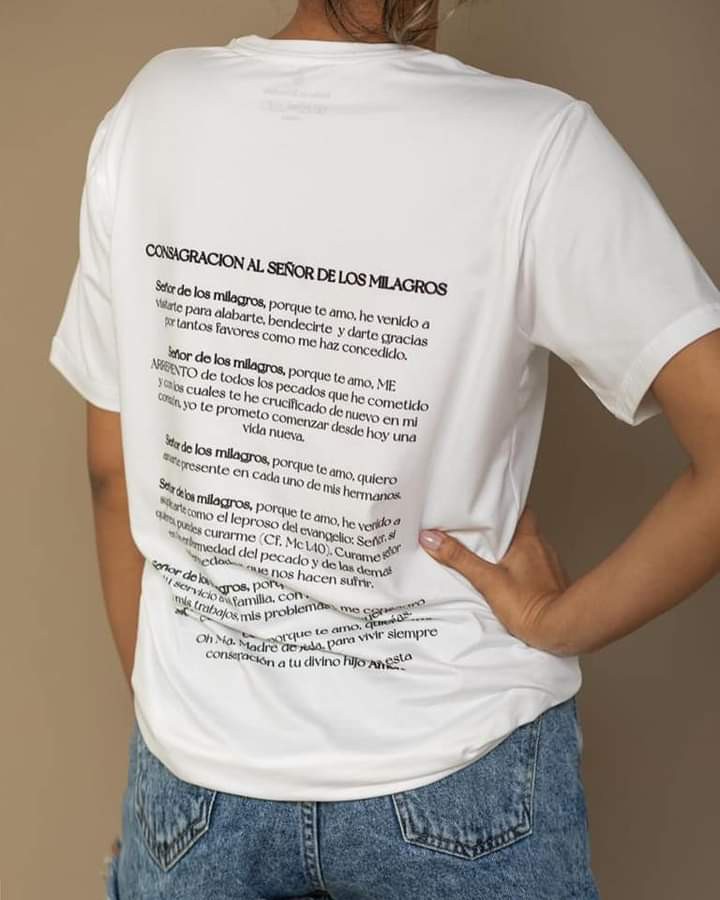 CONSAGRACION AL SEÑOR DE LOS MILAGROS
Señor de los milagros, porque te amo, he venido a
visitarte para alabarte, bendecirte y darte gracias
por tantos favores como me haz concedido.
Señor de los milagros, porque te amo, ME
ARREPIENTO de todos los pecados que he cometido
y con los cuales te he crucificado de nuevo en mi
corazón, yo te prometo comenzar desde hoy una
vida nueva.
Señor de los milagros, porque te amo, quiero
amarte presente en cada uno de mis hermanos.
Señor de los milagros, porque te amo, he venido a
suplicarte como el leproso del evangelio: Señor, si
quieres, puedes curarme (CF. Mc 1,40). Curame señor
enfermedad del pecado y de las demas
que nos hacen sufrir.
Señor de los
servicio familia, con
mis trabajos, mis problemas, me consagro
porque te amo,
Oh Ma. Madre de para vivir siempre
a tu divino hijo esta